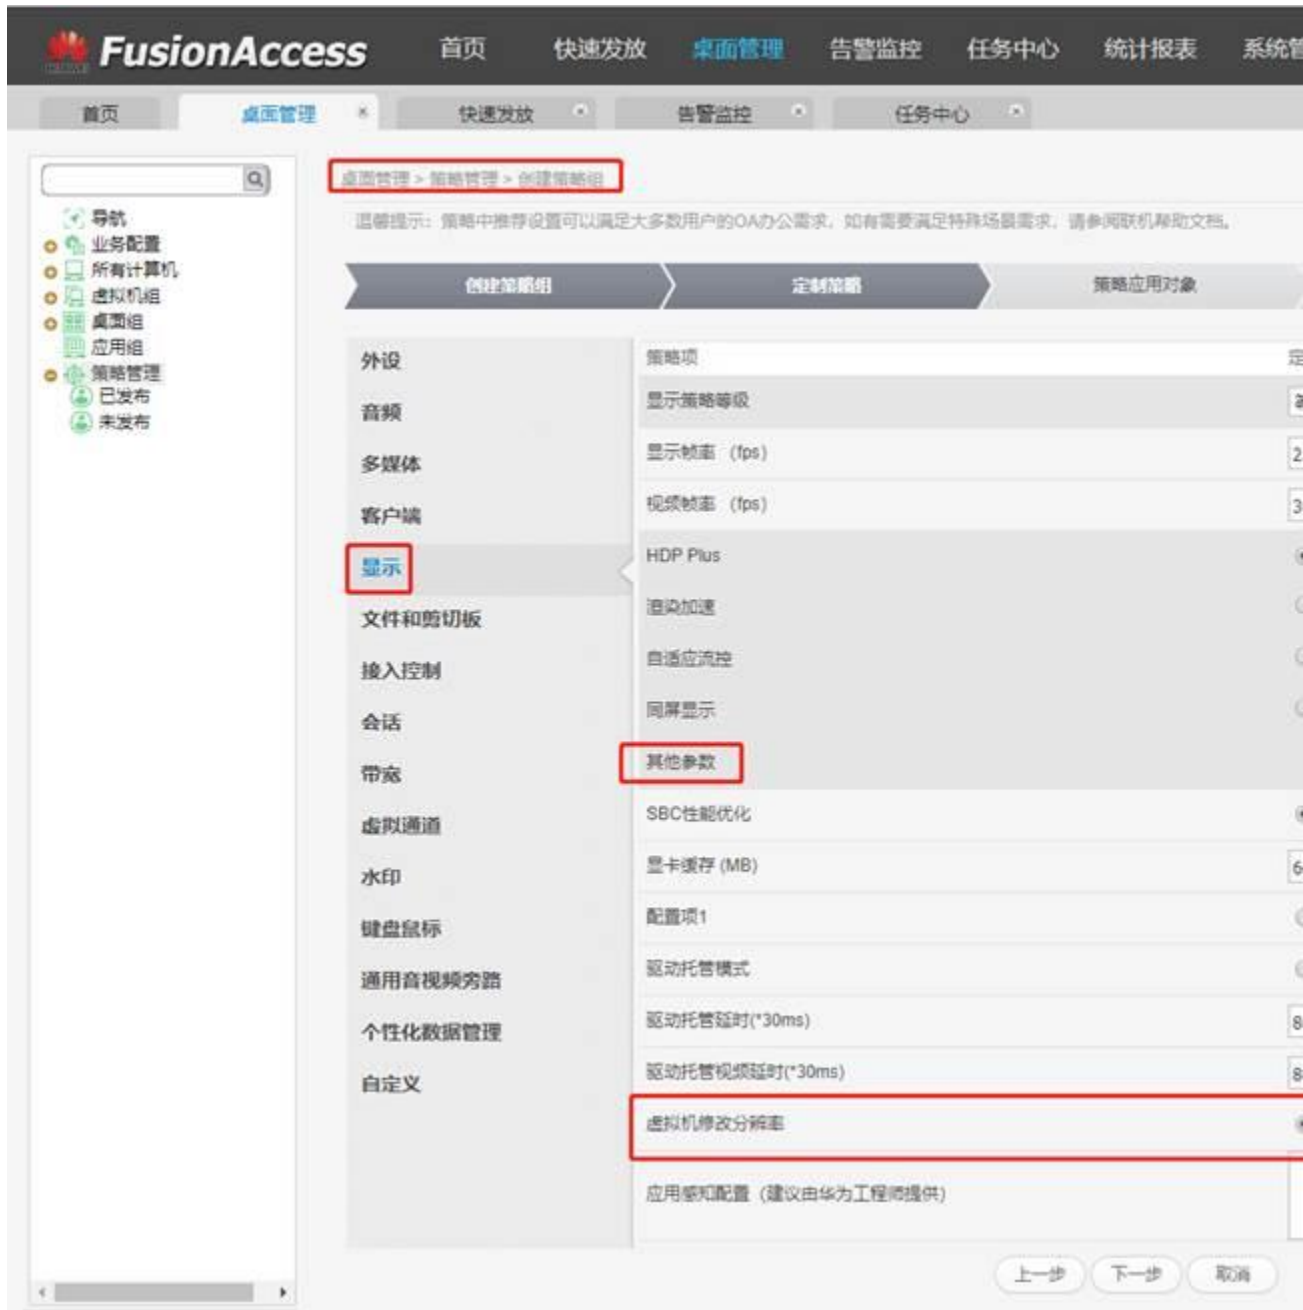 FusionAccess 首页 快速发放 桌面管理 告警监控 任务中心 统计报表 系统管
首页 桌面管理 快速发放 告警监控 任务中心
桌面管理 > 策略管理 > 创建策略组
温馨提示：策略中推荐设置可以满足大多数用户的OA办公需求，如有需要满足特殊场景需求，请参阅联机帮助文档。
导航
业务配置
所有计算机
虚拟机组
桌面组
应用组
策略管理
已发布
未发布
创建策略组 定制策略 策略应用对象
外设
音频
多媒体
客户端
显示
文件和剪切板
接入控制
会话
带宽
虚拟通道
水印
键盘鼠标
通用音视频旁路
个性化数据管理
自定义
策略项
显示策略等级
显示帧率 (fps)
2
视频帧率 (fps)
3
HDP Plus
渲染加速
自适应流控
同屏显示
其他参数
SBC性能优化
显卡缓存 (MB)
6
配置项1
驱动托管模式
驱动托管延时(*30ms)
8
驱动托管视频延时(*30ms)
8
虚拟机修改分辨率
应用感知配置（建议由华为工程师提供）
上一步 下一步 取消